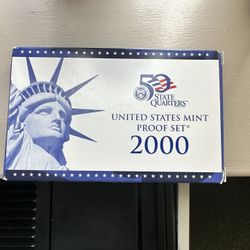 50
STATE
QUARTERS®
UNITED STATES MINT
PROOF SET®
2000